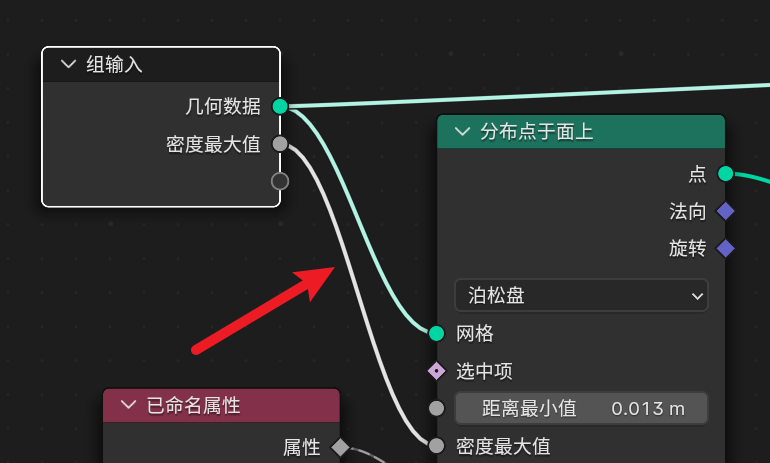 组输入
几何数据
密度最大值
分布点于面上
点
法向
旋转
泊松盘
网格
选中项
距离最小值 0.013 m
密度最大值
已命名属性
属性